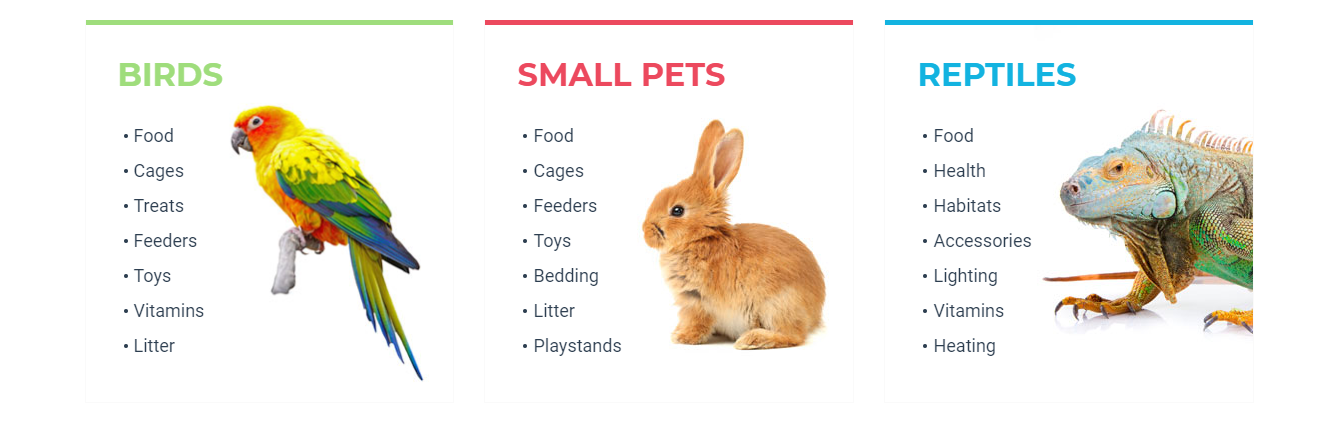 BIRDS
• Food
• Cages
• Treats
• Feeders
• Toys
• Vitamins
• Litter
SMALL PETS
• Food
• Cages
• Feeders
• Toys
• Bedding
• Litter
• Playstands
REPTILES
• Food
• Health
• Habitats
• Accessories
• Lighting
• Vitamins
• Heating